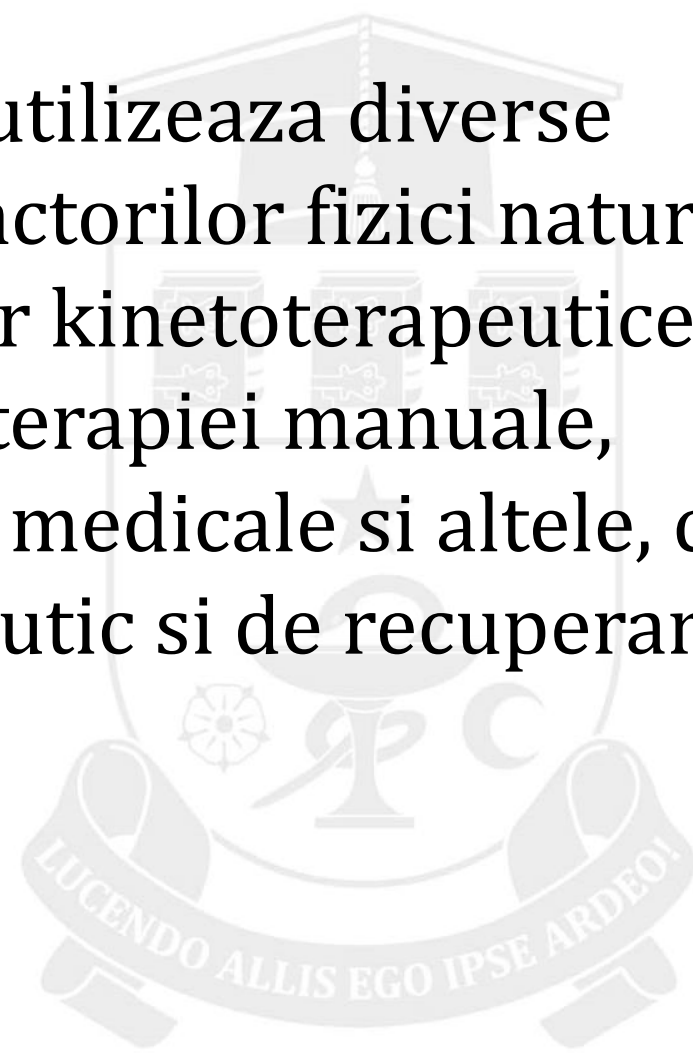 utilizeaza diverse
actorilor fizici natur
r kinetoterapeutice
terapiei manuale,
medicale si altele, c
utic si de recuperar
LUCENDO ALLIS EGO IPSE ARDEO!